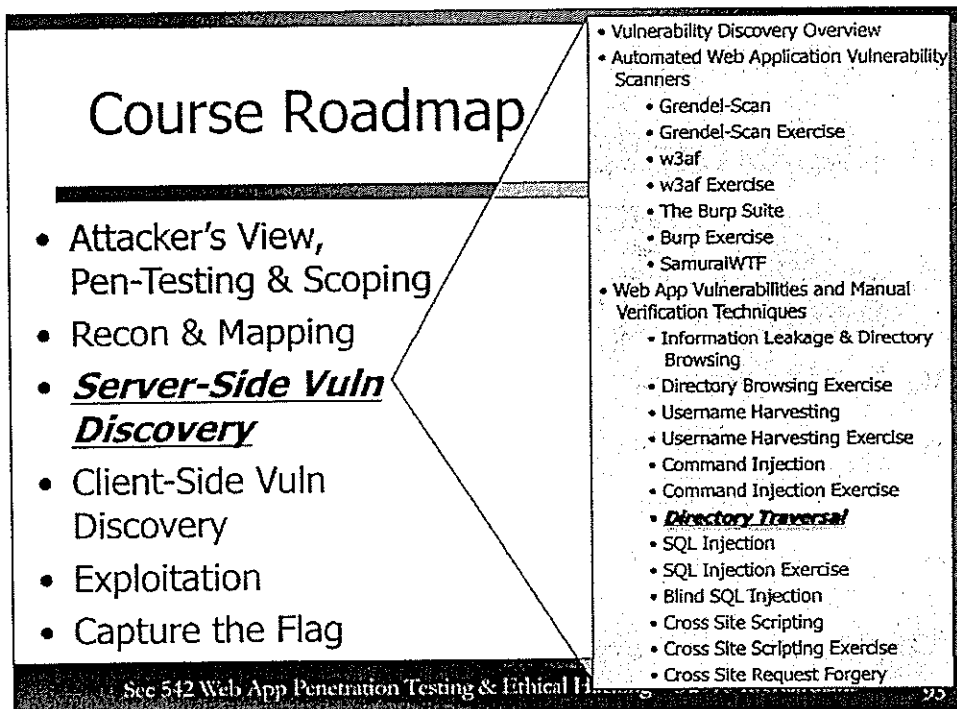 Course Roadmap
• Attacker's View,
Pen-Testing & Scoping
• Recon & Mapping
• Server-Side Vuln
Discovery
• Client-Side Vuln
Discovery
• Exploitation
• Capture the Flag
• Vulnerability Discovery Overview
• Automated Web Application Vulnerability
Scanners
• Grendel-Scan
• Grendel-Scan Exercise
• w3af
• w3af Exercise
• The Burp Suite
• Burp Exercise
• SamuraiWTF
• Web App Vulnerabilities and Manual
Verification Techniques
• Information Leakage & Directory
Browsing
• Directory Browsing Exercise
• Username Harvesting
• Username Harvesting Exercise
• Command Injection
• Command Injection Exercise
• Directory Traversal
• SQL Injection
• SQL Injection Exercise
• Blind SQL Injection
• Cross Site Scripting
• Cross Site Scripting Exercise
• Cross Site Request Forgery
Sec 542 Web App Penetration Testing & Ethical